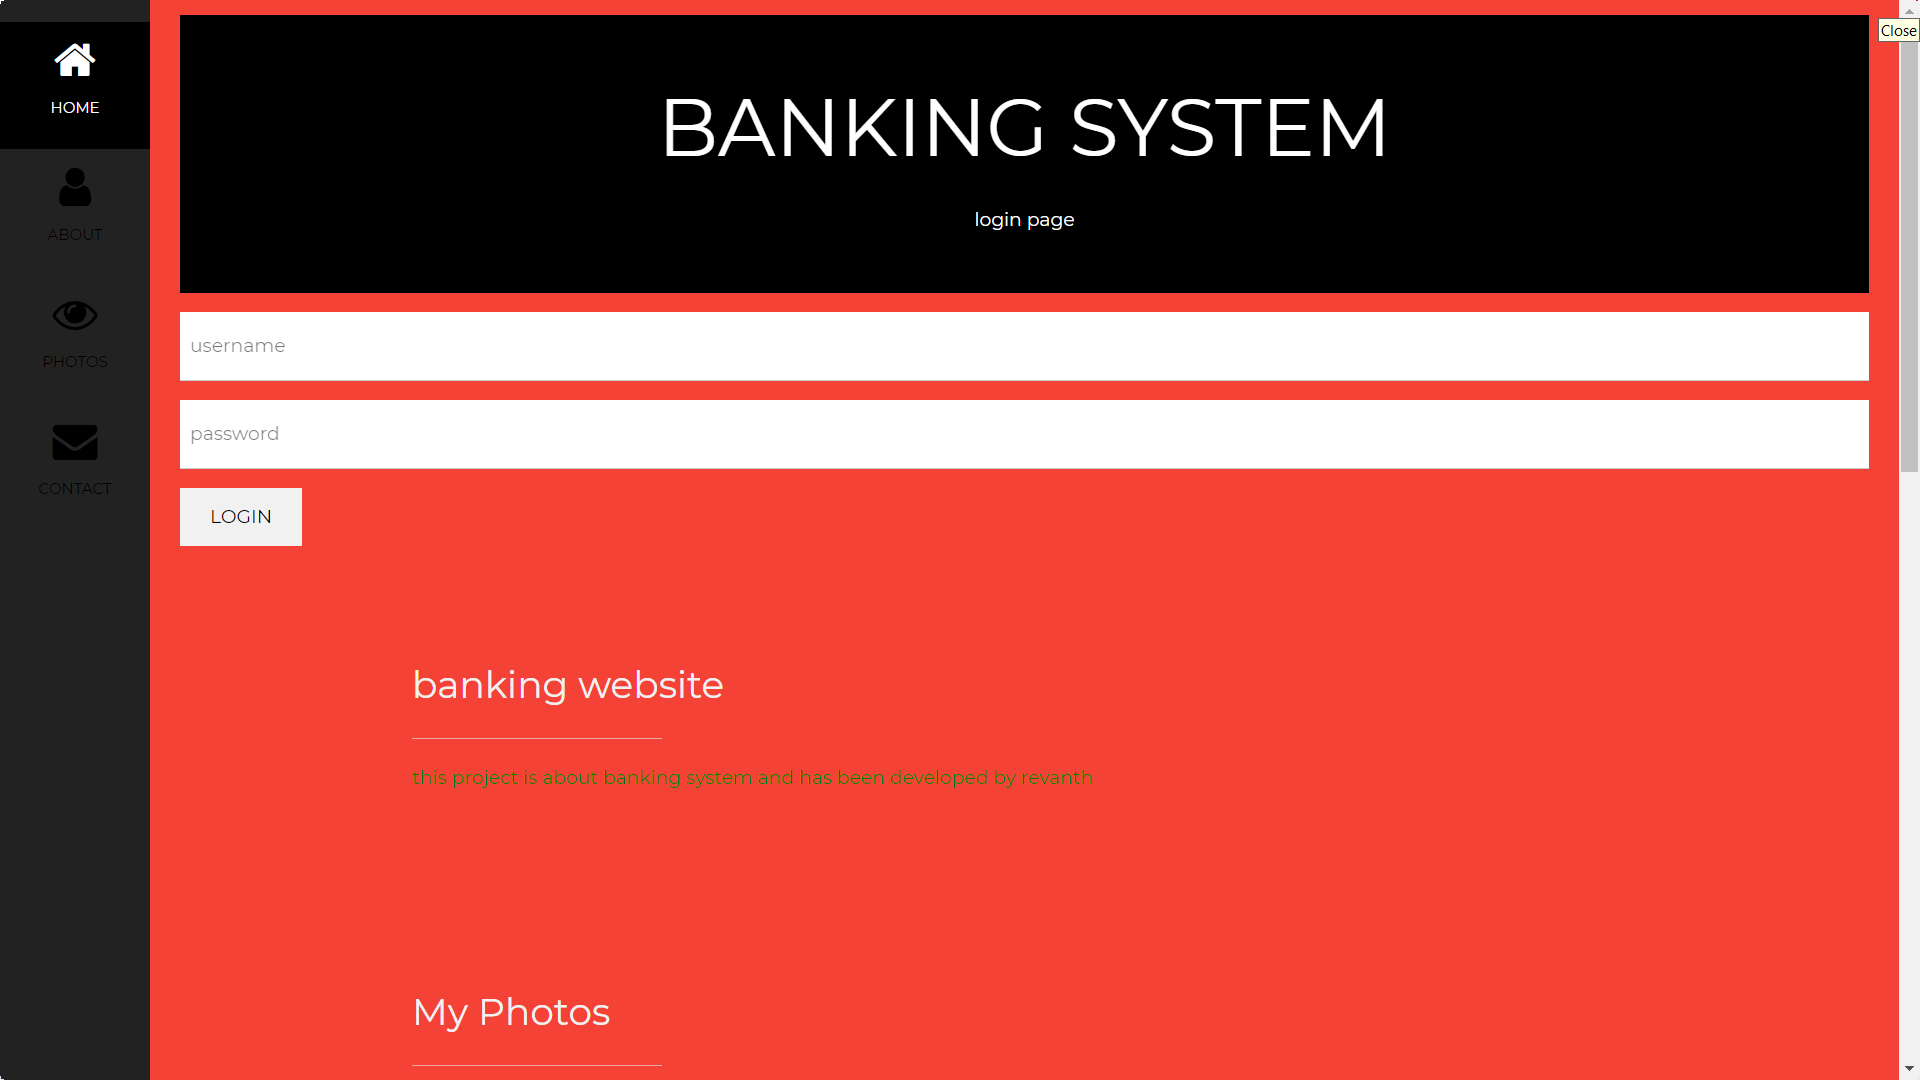 Close
HOME
ABOUT
PHOTOS
CONTACT
BANKING SYSTEM
login page
username
password
LOGIN
banking website
this project is about banking system and has been developed by revanth
My Photos